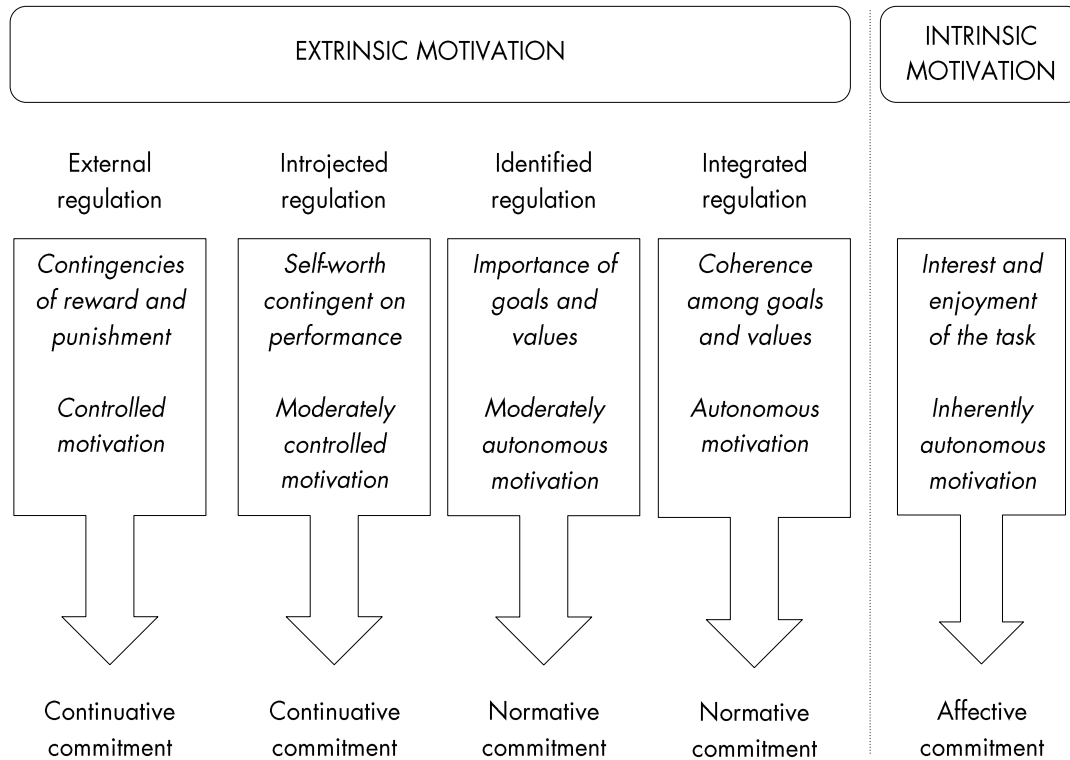 EXTRINSIC MOTIVATION
INTRINSIC
MOTIVATION
External
regulation
Introjected
regulation
Identified
regulation
Integrated
regulation
Contingencies
of reward and
punishment
Controlled
motivation
Self-worth
contingent on
performance
Moderately
controlled
motivation
Importance of
goals and
values
Moderately
autonomous
motivation
Coherence
among goals
and values
Autonomous
motivation
Interest and
enjoyment
of the task
Inherently
autonomous
motivation
Continuative
commitment
Continuative
commitment
Normative
commitment
Normative
commitment
Affective
commitment